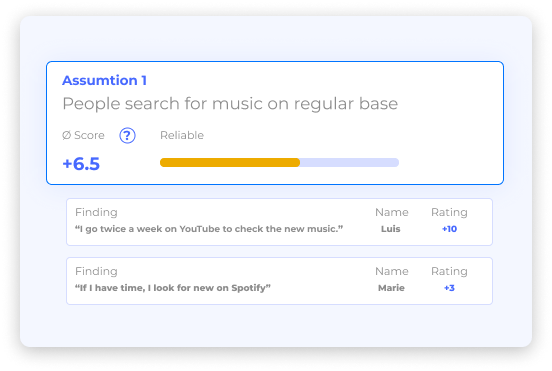 Assumtion 1
People search for music on regular base
Ø Score ? Reliable
+6.5
Finding Name Rating
“I go twice a week on YouTube to check the new music.” Luis +10
Finding Name Rating
“If I have time, I look for new on Spotify” Marie +3